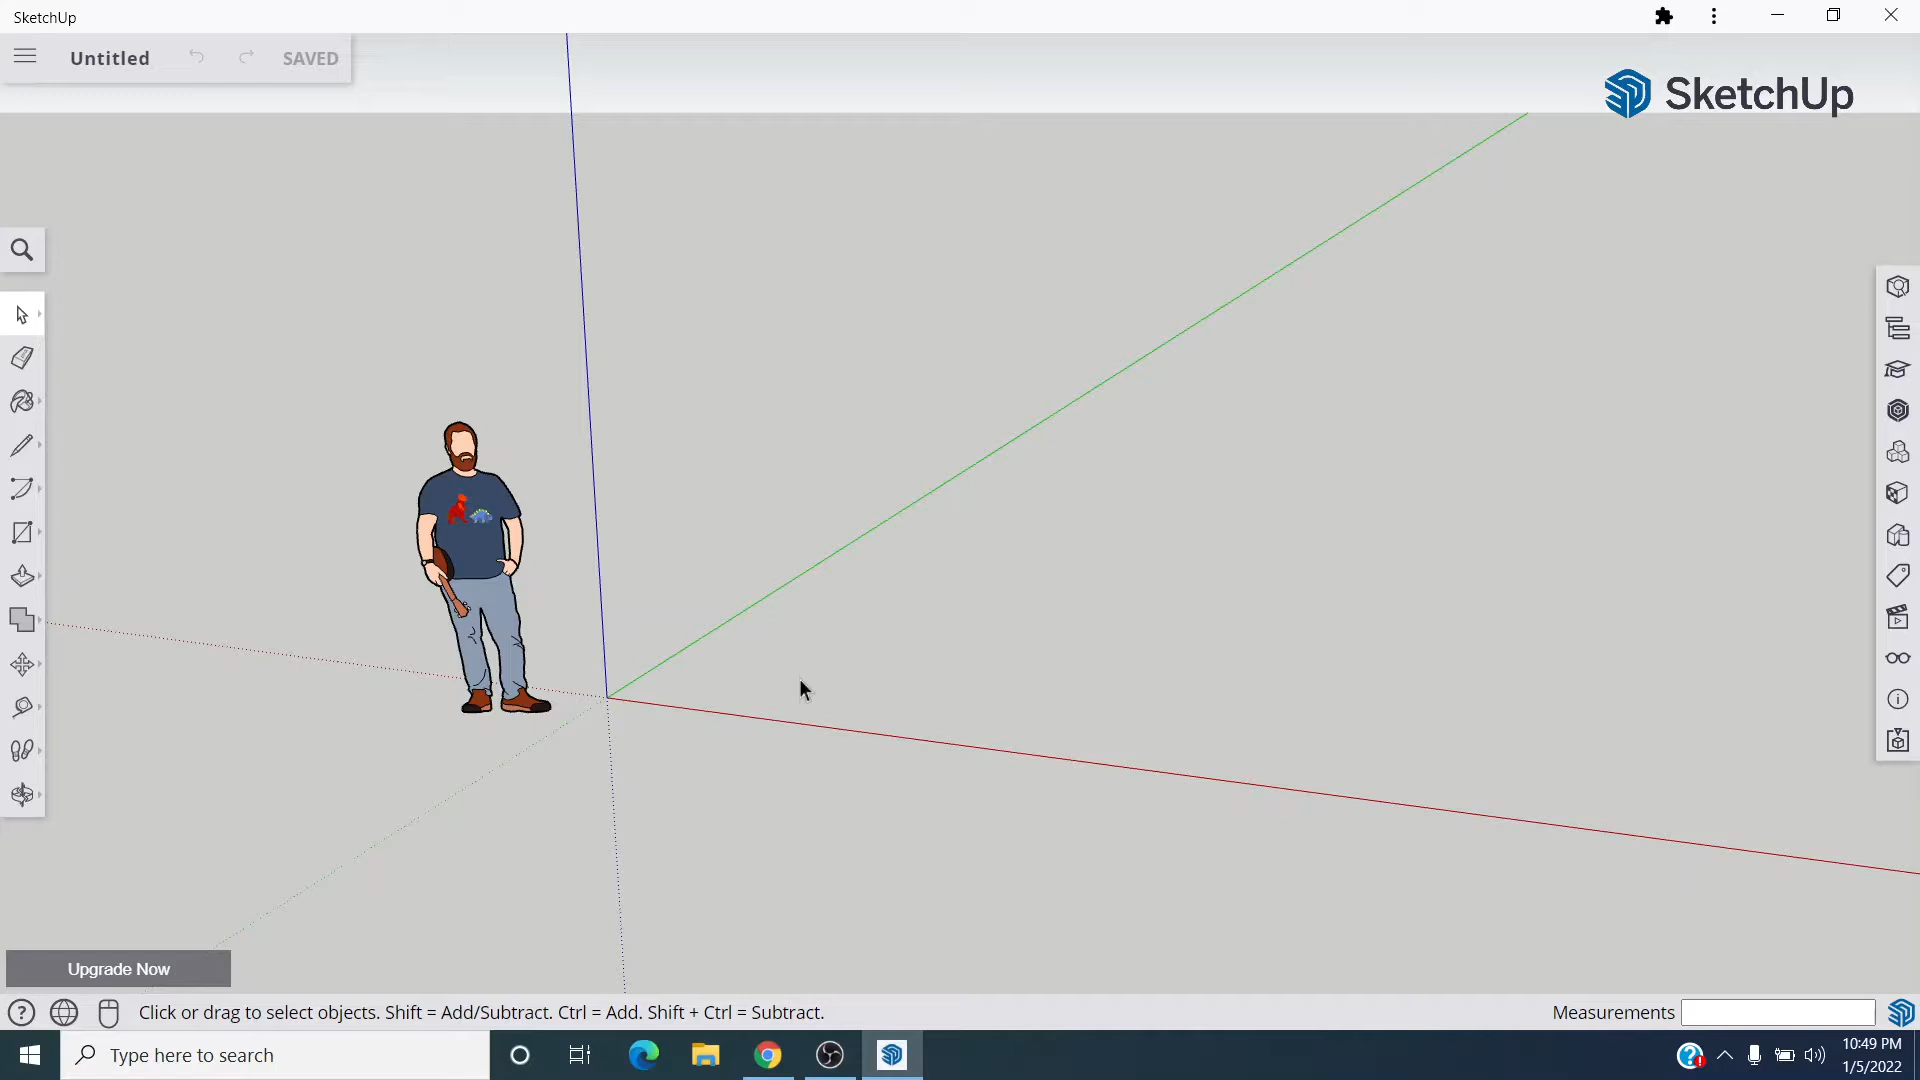 SketchUp
Untitled
SAVED
SketchUp
Upgrade Now
Click or drag to select objects. Shift = Add/Subtract. Ctrl = Add. Shift + Ctrl = Subtract.
Measurements
Type here to search
10:49 PM
1/5/2022